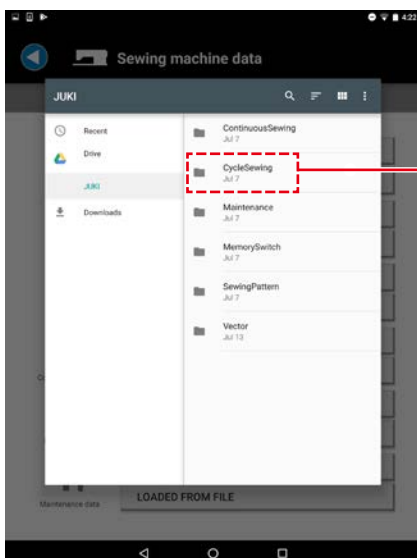 4:22
Sewing machine data
JUKI
Recent
Drive
JUKI
Downloads
ContinuousSewing
Jul 7
CycleSewing
Jul 7
Maintenance
Jul 7
MemorySwitch
Jul 7
SewingPattern
Jul 7
Vector
Jul 13
LOADED FROM FILE
Maintenance data